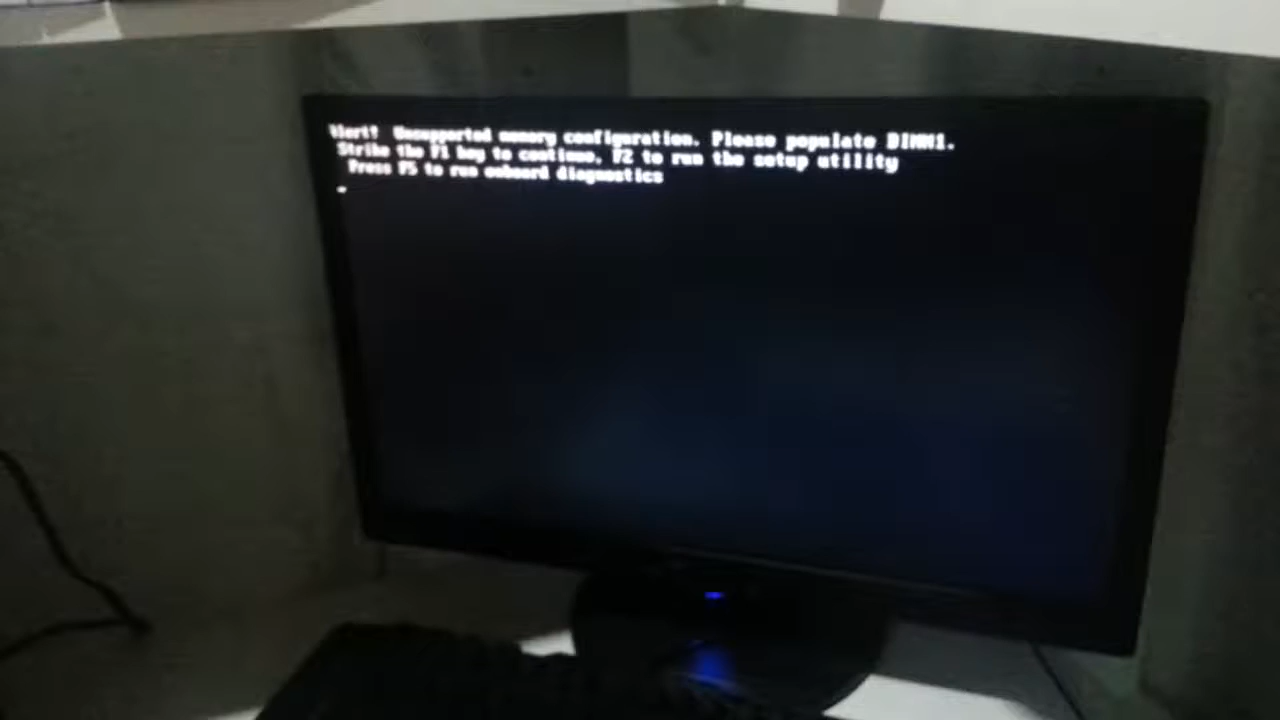 Alert! Unsupported memory configuration. Please populate DIMM1.
Strike the F1 key to continue, F2 to run the setup utility
Press F5 to run onboard diagnostics